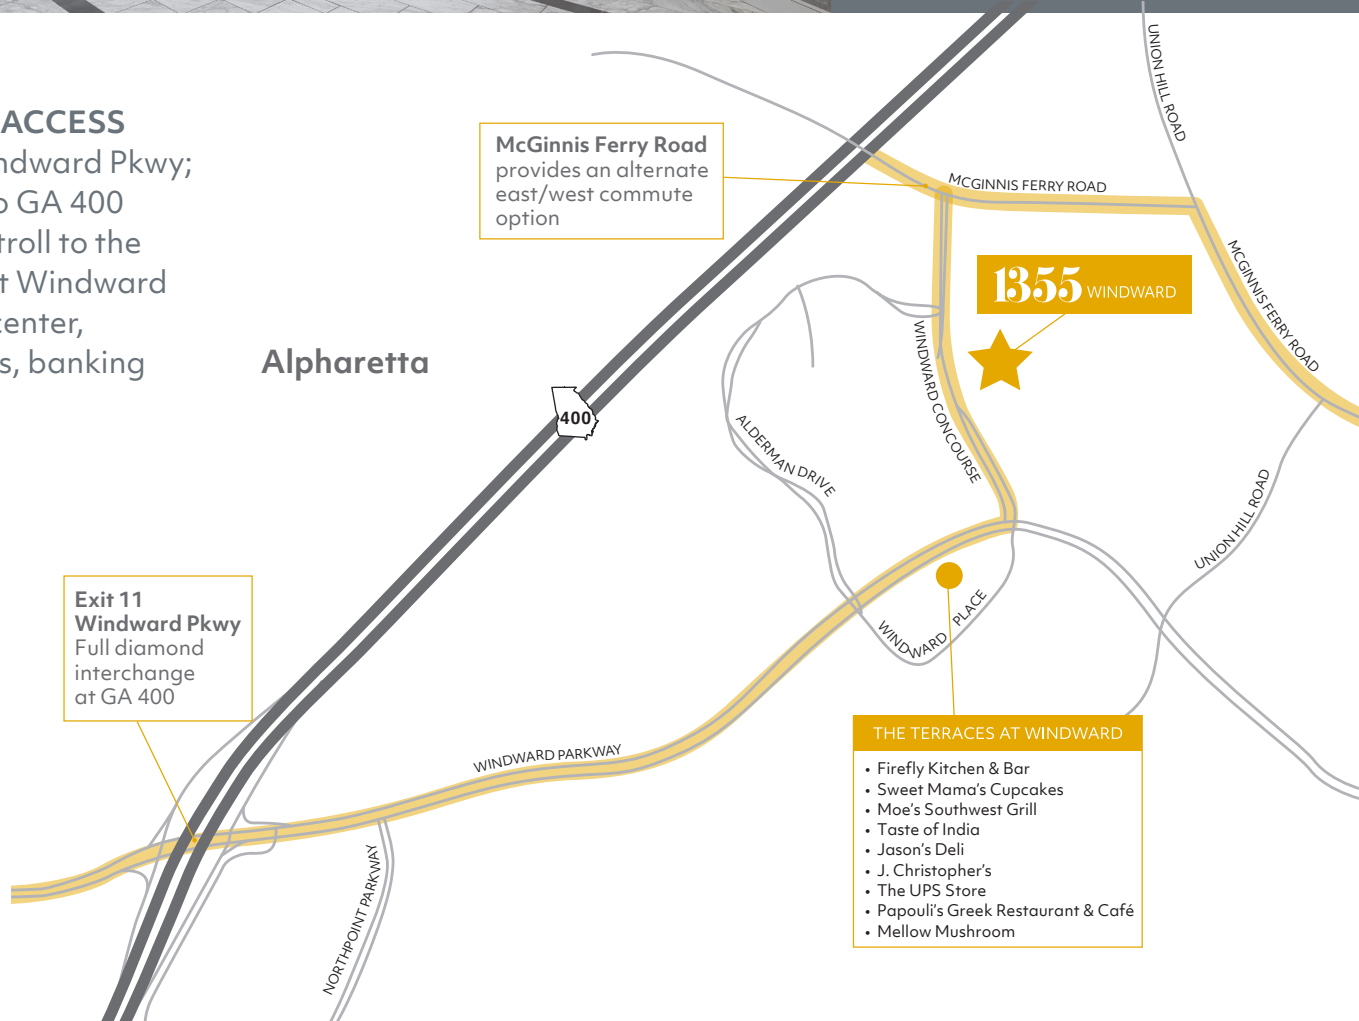 ACCESS
ndward Pkwy;
o GA 400
troll to the
t Windward
center,
s, banking
Alpharetta
McGinnis Ferry Road
provides an alternate
east/west commute
option
UNION HILL ROAD
MCGINNIS FERRY ROAD
1355 WINDWARD
MCGINNIS FERRY ROAD
400
WINDWARD CONCOURSE
ALDERMAN DRIVE
UNION HILL ROAD
Exit 11
Windward Pkwy
Full diamond
interchange
at GA 400
WINDWARD PLACE
WINDWARD PARKWAY
NORTHPOINT PARKWAY
THE TERRACES AT WINDWARD
• Firefly Kitchen & Bar
• Sweet Mama's Cupcakes
• Moe's Southwest Grill
• Taste of India
• Jason's Deli
• J. Christopher's
• The UPS Store
• Papouli's Greek Restaurant & Café
• Mellow Mushroom